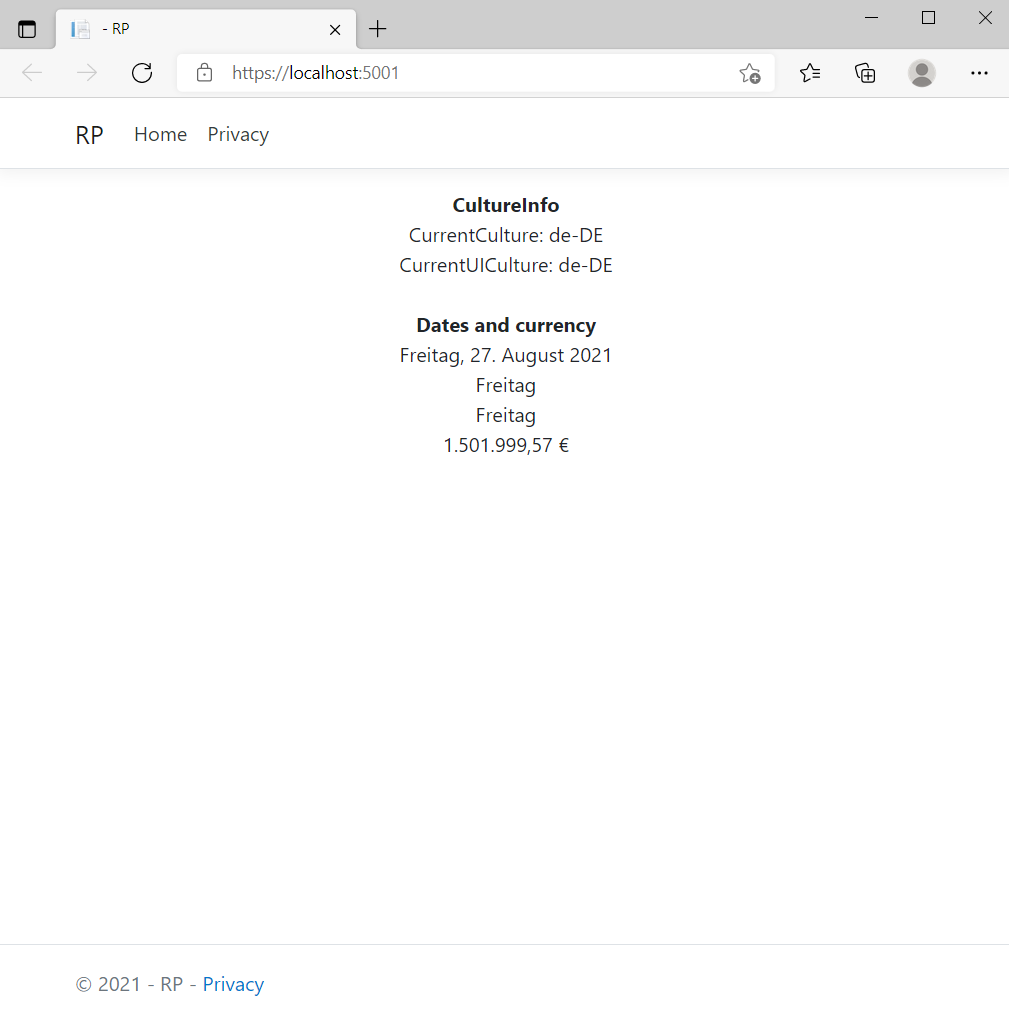 - RP
https://localhost:5001
RP Home Privacy
CultureInfo
CurrentCulture: de-DE
CurrentUICulture: de-DE
Dates and currency
Freitag, 27. August 2021
Freitag
Freitag
1.501.999,57 €
© 2021 - RP - Privacy